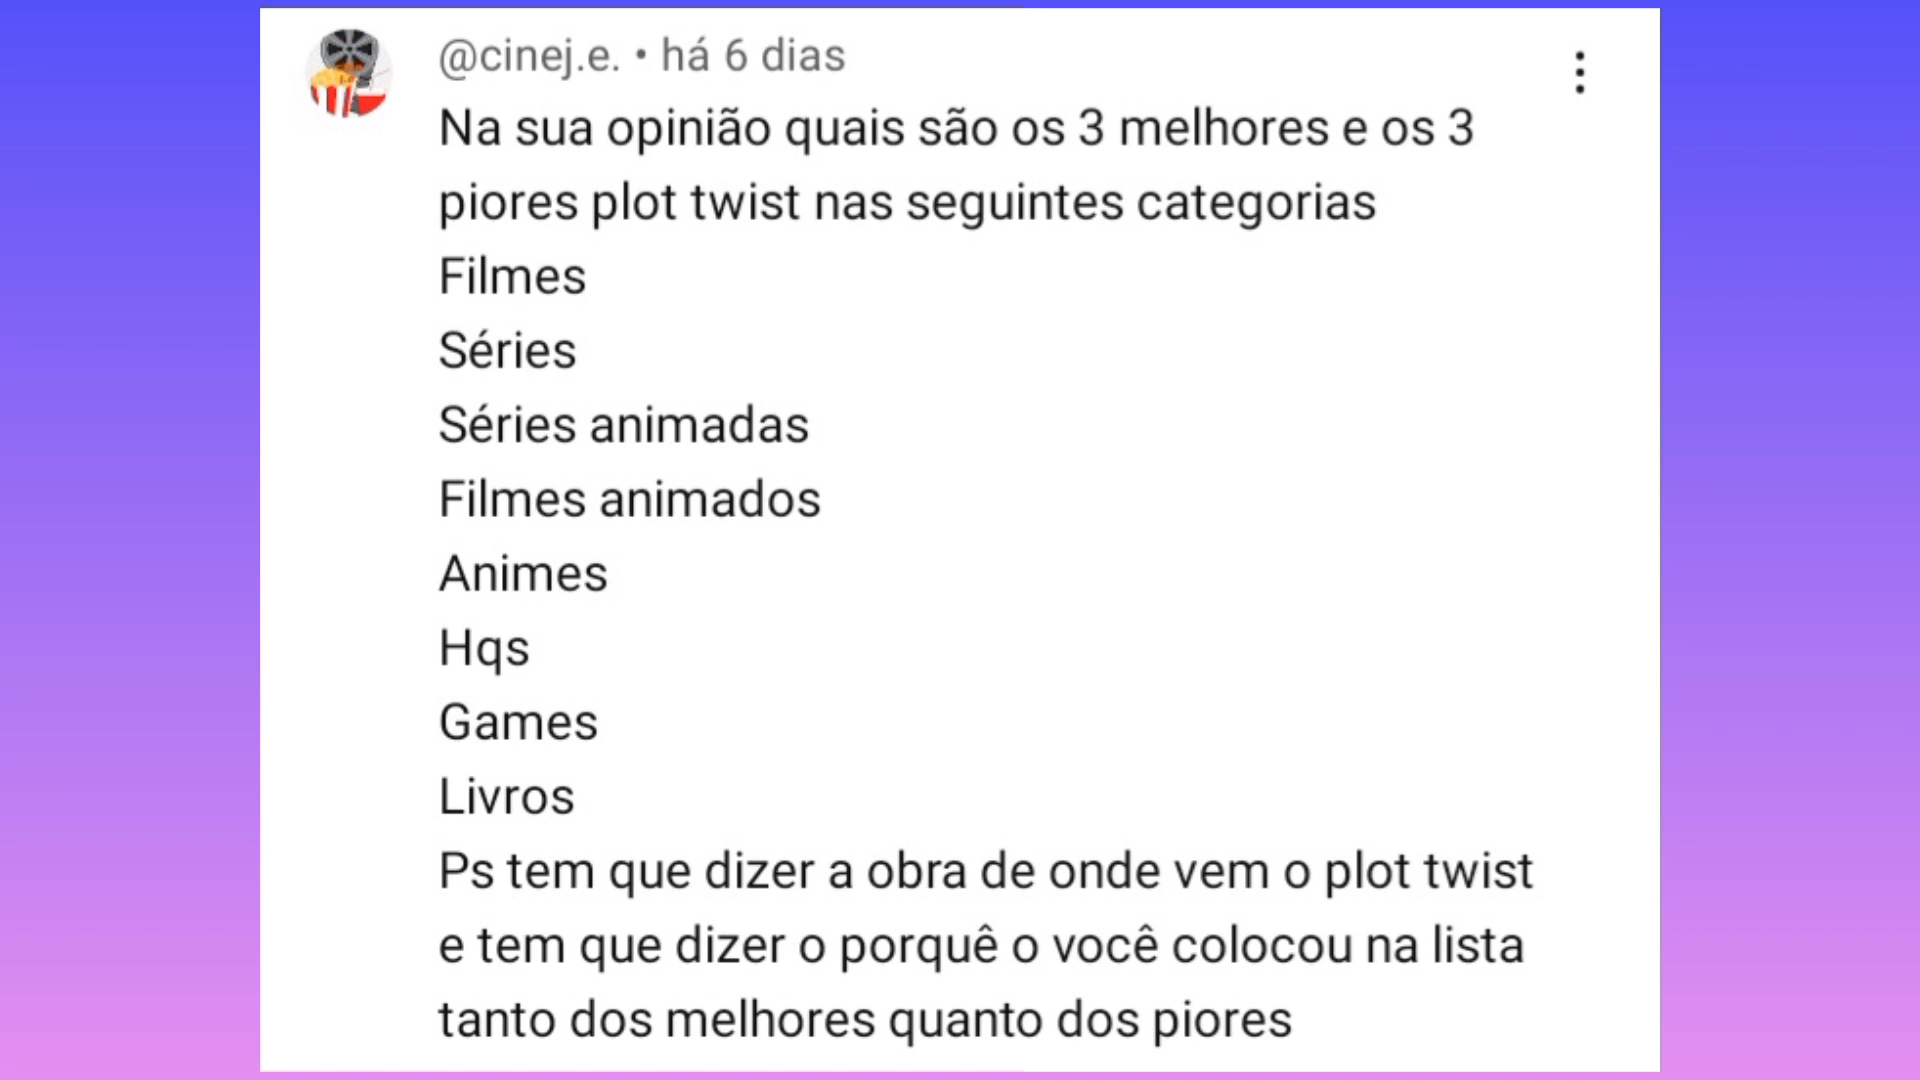 @cinej.e. • há 6 dias
Na sua opinião quais são os 3 melhores e os 3
piores plot twist nas seguintes categorias
Filmes
Séries
Séries animadas
Filmes animados
Animes
Hqs
Games
Livros
Ps tem que dizer a obra de onde vem o plot twist
e tem que dizer o porquê o você colocou na lista
tanto dos melhores quanto dos piores